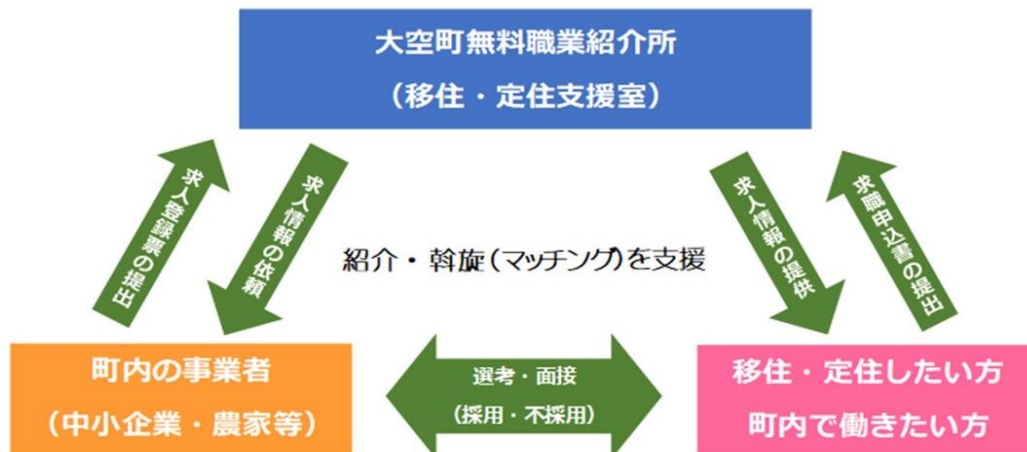 大空町無料職業紹介所
（移住・定住支援室）
求人登録票の提出
求人情報の依頼
紹介・斡旋(マッチング)を支援
求人情報の提供
求職申込書の提出
町内の事業者
（中小企業・農家等）
選考・面接
(採用・不採用)
移住・定住したい方
町内で働きたい方